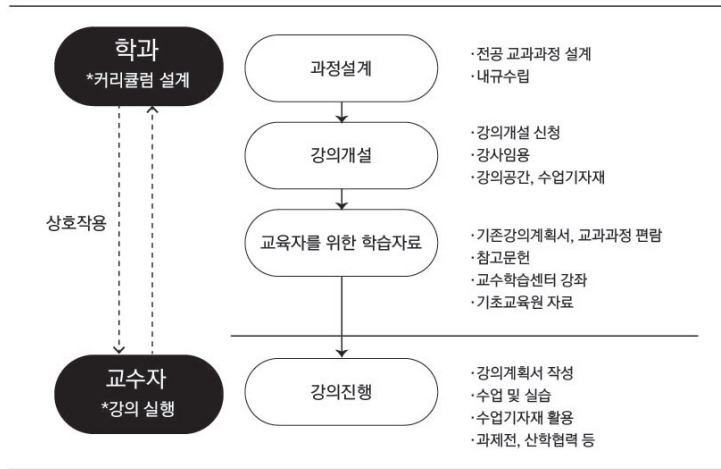 학과
*커리큘럼 설계
과정설계
·전공 교과과정 설계
·내규수립
강의개설
·강의개설 신청
·강사임용
·강의공간, 수업기자재
상호작용
교육자를 위한 학습자료
·기존강의계획서, 교과과정 편람
·참고문헌
·교수학습센터 강좌
·기초교육원 자료
교수자
*강의 실행
강의진행
·강의계획서 작성
·수업 및 실습
·수업기자재 활용
·과제전, 산학협력 등